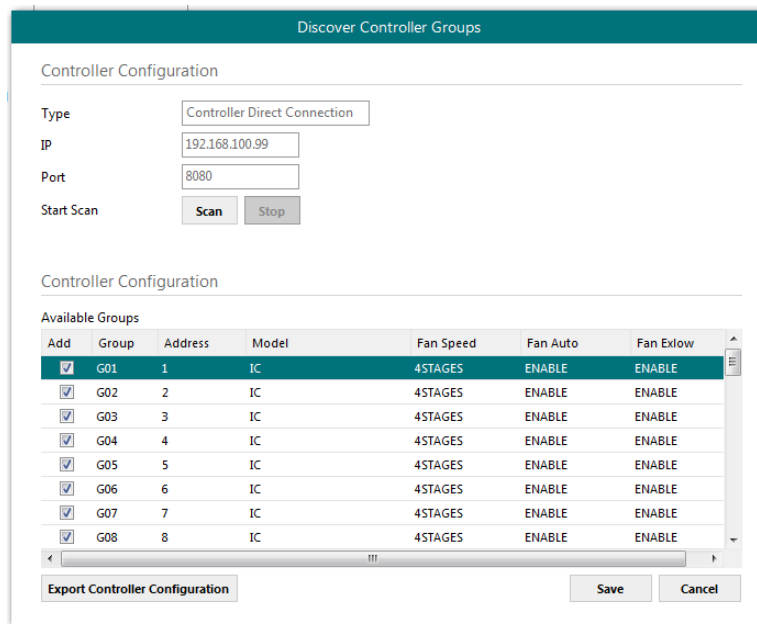 Discover Controller Groups
Controller Configuration
Type Controller Direct Connection
IP 192.168.100.99
Port 8080
Start Scan Scan Stop
Controller Configuration
Available Groups
Add Group Address Model Fan Speed Fan Auto Fan Exlow
G01 1 IC 4STAGES ENABLE ENABLE
G02 2 IC 4STAGES ENABLE ENABLE
G03 3 IC 4STAGES ENABLE ENABLE
G04 4 IC 4STAGES ENABLE ENABLE
G05 5 IC 4STAGES ENABLE ENABLE
G06 6 IC 4STAGES ENABLE ENABLE
G07 7 IC 4STAGES ENABLE ENABLE
G08 8 IC 4STAGES ENABLE ENABLE
Export Controller Configuration Save Cancel